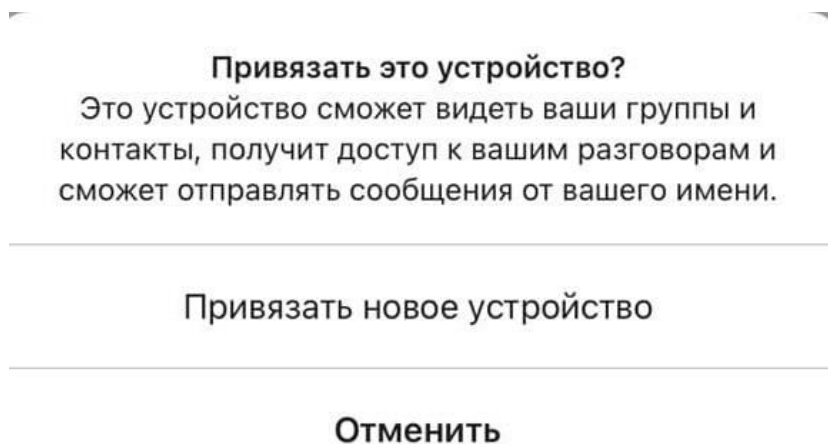 Привязать это устройство?
Это устройство сможет видеть ваши группы и
контакты, получит доступ к вашим разговорам и
сможет отправлять сообщения от вашего имени.
Привязать новое устройство
Отменить